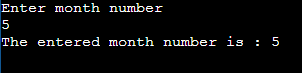 Enter month number
5
The entered month number is : 5